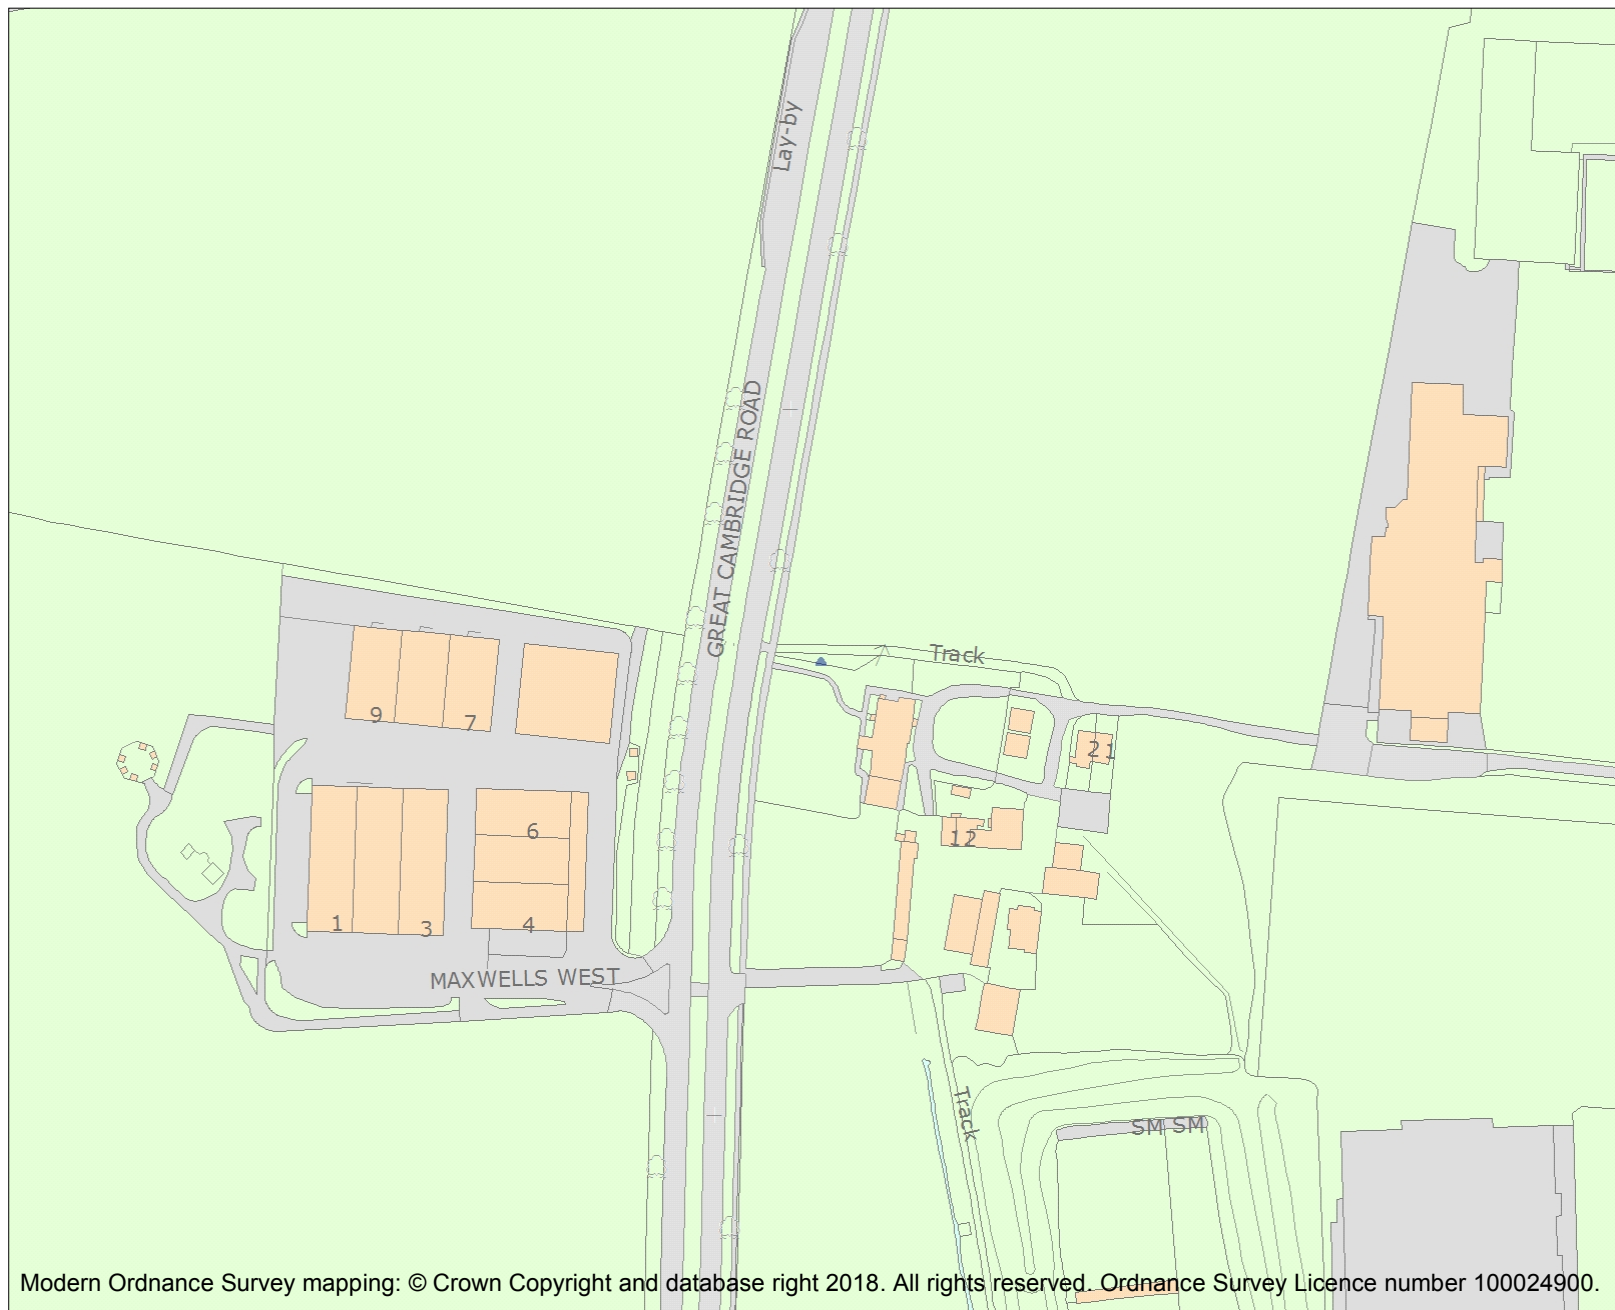 Lay-by
GREAT CAMBRIDGE ROAD
Track
9
7
21
6
12
1
3
4
MAXWELLS WEST
Track
SM SM
Modern Ordnance Survey mapping: © Crown Copyright and database right 2018. All rights reserved. Ordnance Survey Licence number 100024900.